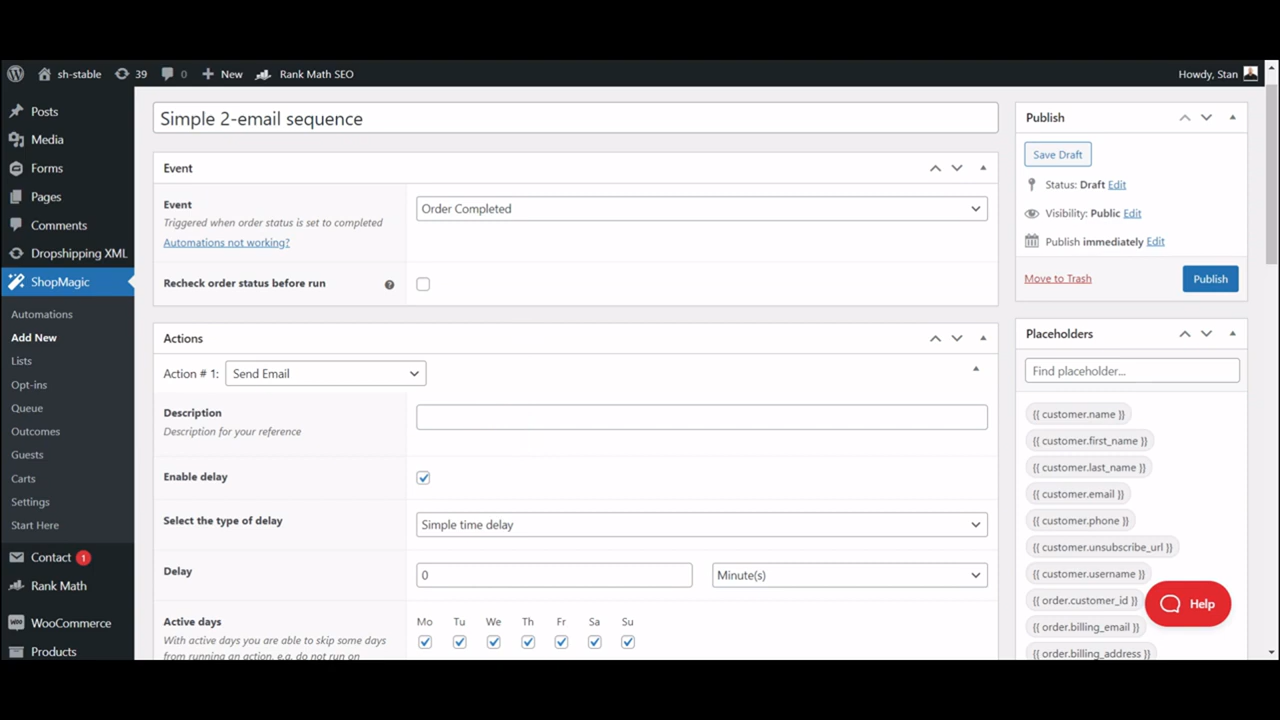 sh-stable 39 0 New Rank Math SEO Howdy, Stan
Posts
Media
Forms
Pages
Comments
Dropshipping XML
ShopMagic
Automations
Add New
Lists
Opt-ins
Queue
Outcomes
Guests
Carts
Settings
Start Here
Contact 1
Rank Math
WooCommerce
Products
Simple 2-email sequence
Event
Event
Triggered when order status is set to completed
Automations not working?
Order Completed
Recheck order status before run ?
Actions
Action # 1: Send Email
Description
Description for your reference
Enable delay
Select the type of delay
Simple time delay
Delay
0 Minute(s)
Active days
With active days you are able to skip some days
from running an action, e.g. do not run on
Mo Tu We Th Fr Sa Su
Publish
Save Draft
Status: Draft Edit
Visibility: Public Edit
Publish immediately Edit
Move to Trash Publish
Placeholders
Find placeholder...
{{ customer.name }}
{{ customer.first_name }}
{{ customer.last_name }}
{{ customer.email }}
{{ customer.phone }}
{{ customer.unsubscribe_url }}
{{ customer.username }}
{{ order.customer_id }}
{{ order.billing_email }}
{{ order.billing_address }}
Help